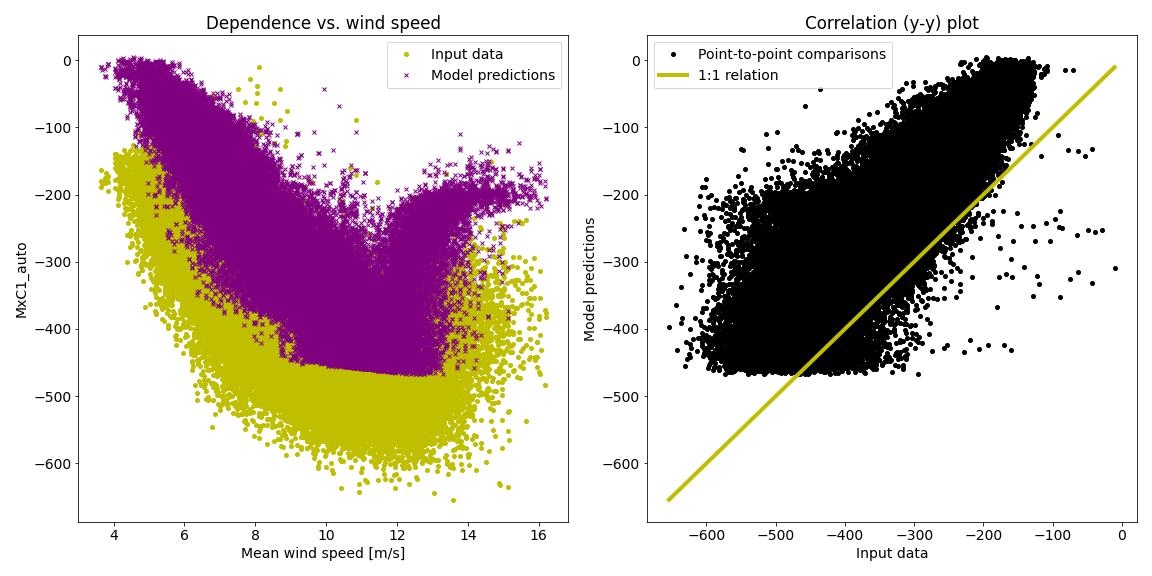 Dependence vs. wind speed
Input data
Model predictions
MxC1_auto
0
−100
−200
−300
−400
−500
−600
4
6
8
10
12
14
16
Mean wind speed [m/s]
Correlation (y-y) plot
Point-to-point comparisons
1:1 relation
Model predictions
0
−100
−200
−300
−400
−500
−600
−600
−500
−400
−300
−200
−100
0
Input data